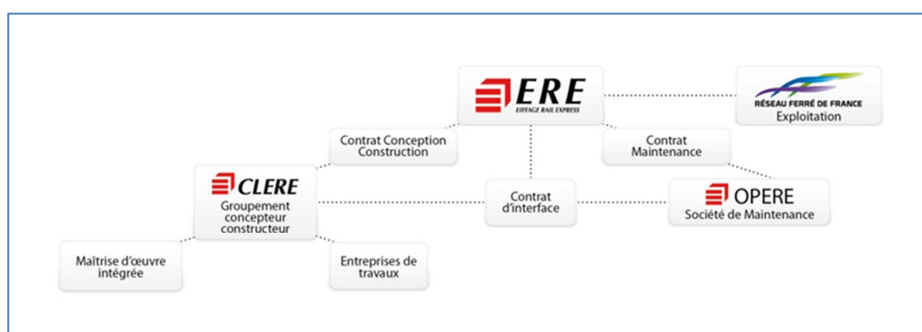 ERE
EIFFAGE RAIL EXPRESS
RÉSEAU FERRÉ DE FRANCE
Exploitation
Contrat Conception
Construction
Contrat
Maintenance
CLERE
Groupement
concepteur
constructeur
Contrat
d'interface
OPERE
Société de Maintenance
Maîtrise d'œuvre
intégrée
Entreprises de
travaux